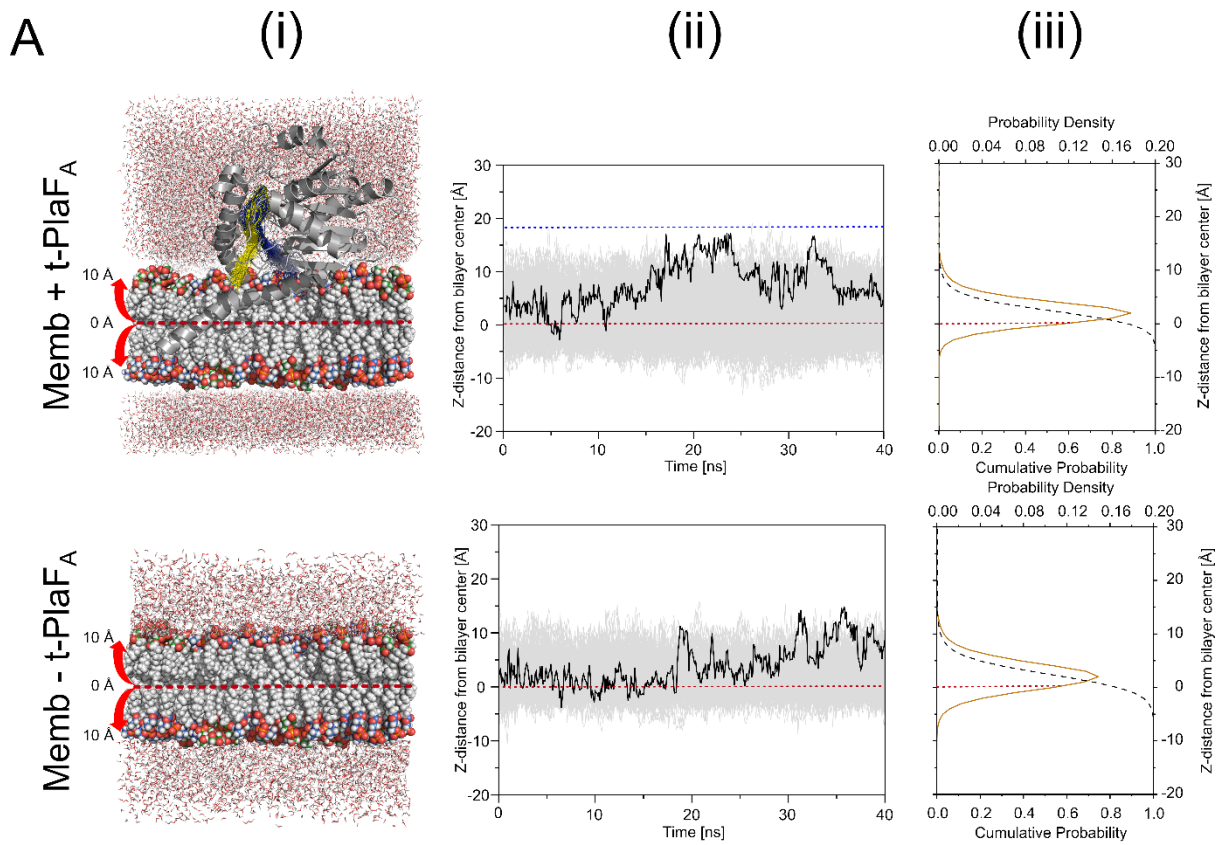 A
(i)
(ii)
(iii)
Memb + t-PlaF_A
10 Å
0 Å
10 Å
Z-distance from bilayer center [Å]
30
20
10
0
-10
-20
0 10 20 30 40
Time [ns]
Probability Density
0.00 0.04 0.08 0.12 0.16 0.20
30
20
10
0
-10
-20
Z-distance from bilayer center [Å]
0.0 0.2 0.4 0.6 0.8 1.0
Cumulative Probability
Memb - t-PlaF_A
10 Å
0 Å
10 Å
Z-distance from bilayer center [Å]
30
20
10
0
-10
-20
0 10 20 30 40
Time [ns]
Probability Density
0.00 0.04 0.08 0.12 0.16 0.20
30
20
10
0
-10
-20
Z-distance from bilayer center [Å]
0.0 0.2 0.4 0.6 0.8 1.0
Cumulative Probability